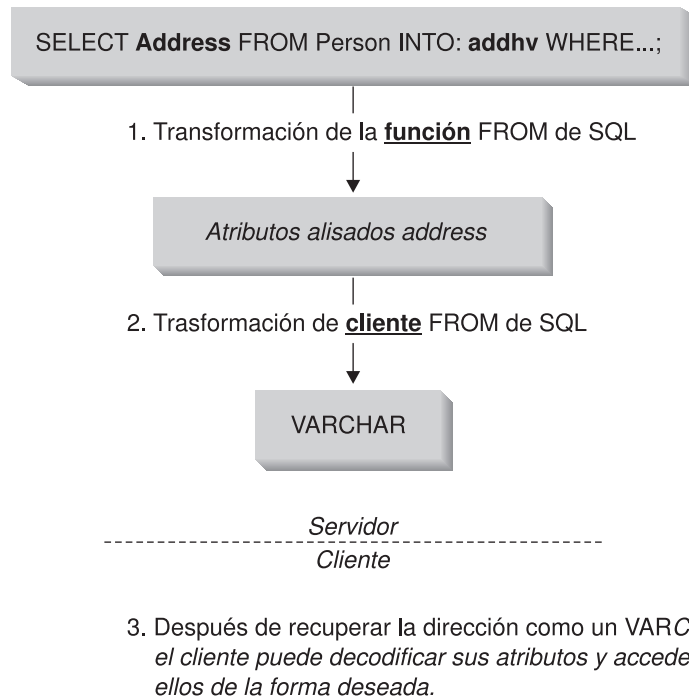 SELECT Address FROM Person INTO: addhv WHERE...;
1. Transformación de la función FROM de SQL
Atributos alisados address
2. Trasformación de cliente FROM de SQL
VARCHAR
Servidor
Cliente
3. Después de recuperar la dirección como un
el cliente puede decodificar sus atributos y
ellos de la forma deseada.